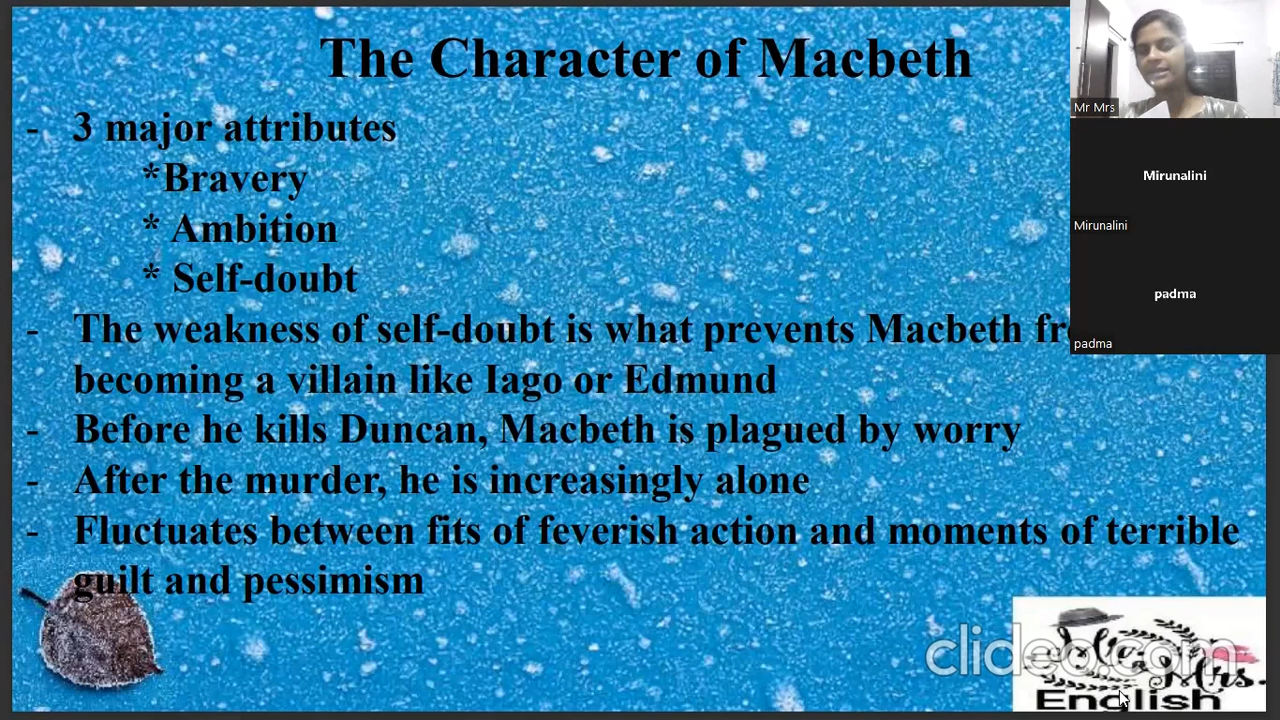 The Character of Macbeth
- 3 major attributes
*Bravery
* Ambition
* Self-doubt
- The weakness of self-doubt is what prevents Macbeth
becoming a villain like Iago or Edmund
- Before he kills Duncan, Macbeth is plagued by worry
- After the murder, he is increasingly alone
- Fluctuates between fits of feverish action and moments of terrible
guilt and pessimism
Mr Mrs
Mirunalini
Mirunalini
padma
padma
clideo.com
Mrs.
English